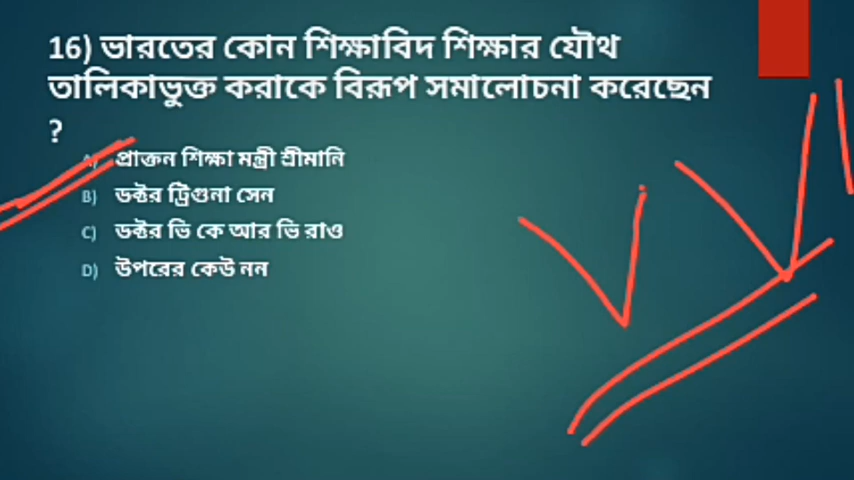 16) ভারতের কোন শিক্ষাবিদ শিক্ষার যৌথ
তালিকাভুক্ত করাকে বিরূপ সমালোচনা করেছেন
?
A) প্রাক্তন শিক্ষা মন্ত্রী শ্রীমানি
B) ডক্টর ট্রিগুনা সেন
C) ডক্টর ভি কে আর ভি রাও
D) উপরের কেউ নন